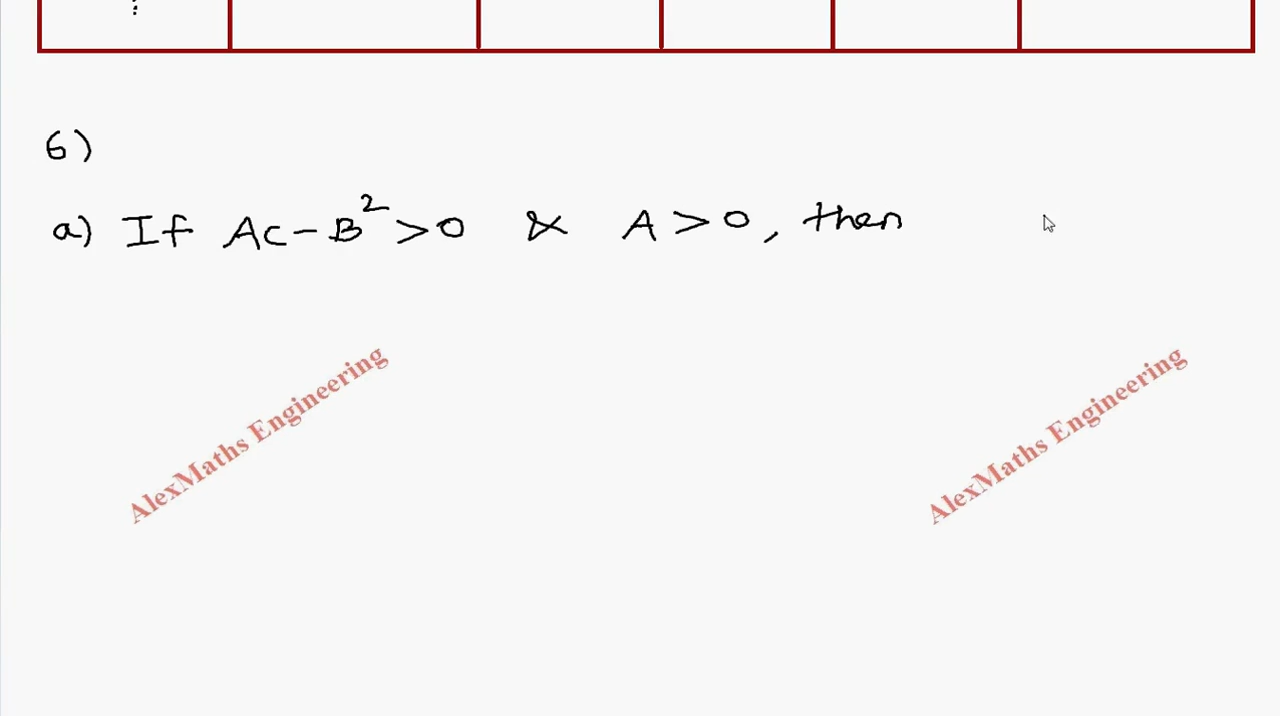 :
6)
a) If AC - B² > 0 & A > 0, then
AlexMaths Engineering
AlexMaths Engineering